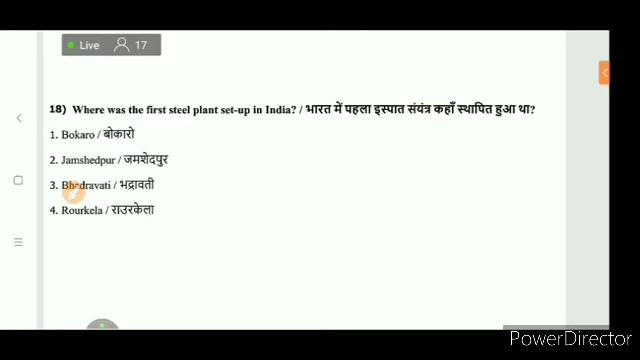 Live 17
18) Where was the first steel plant set-up in India? / भारत में पहला इस्पात संयंत्र कहाँ स्थापित हुआ था?
1. Bokaro / बोकारो
2. Jamshedpur / जमशेदपुर
3. Bhadravati / भद्रावती
4. Rourkela / राउरकेला
PowerDirector